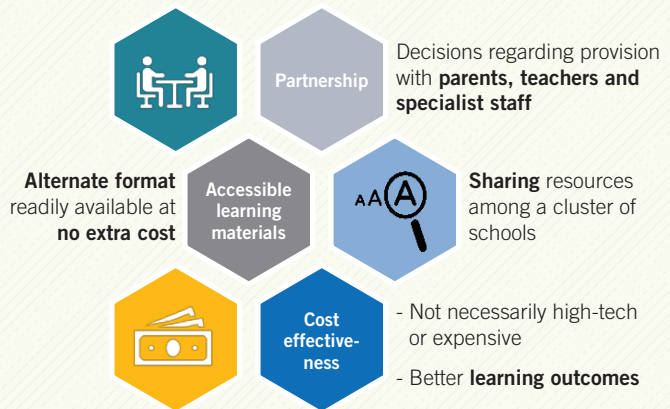 Partnership
Decisions regarding provision
with parents, teachers and
specialist staff
Alternate format
readily available at
no extra cost
Accessible
learning
materials
AAA
Sharing resources
among a cluster of
schools
Cost
effective-
ness
- Not necessarily high-tech
or expensive
- Better learning outcomes